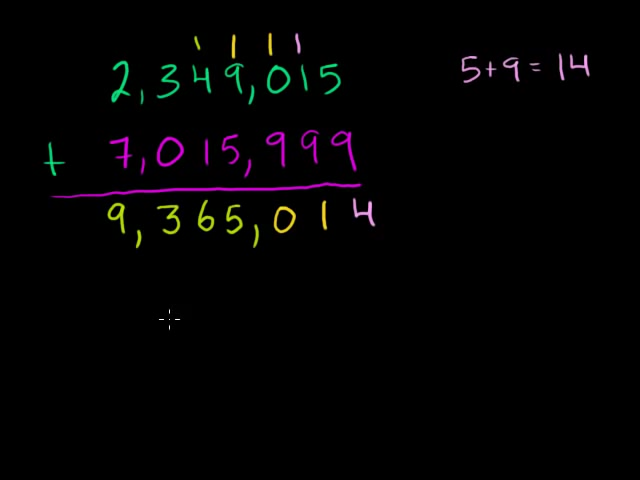 1 1 1 1
2,349,015
5+9=14
+ 7,015,999
9,365,014